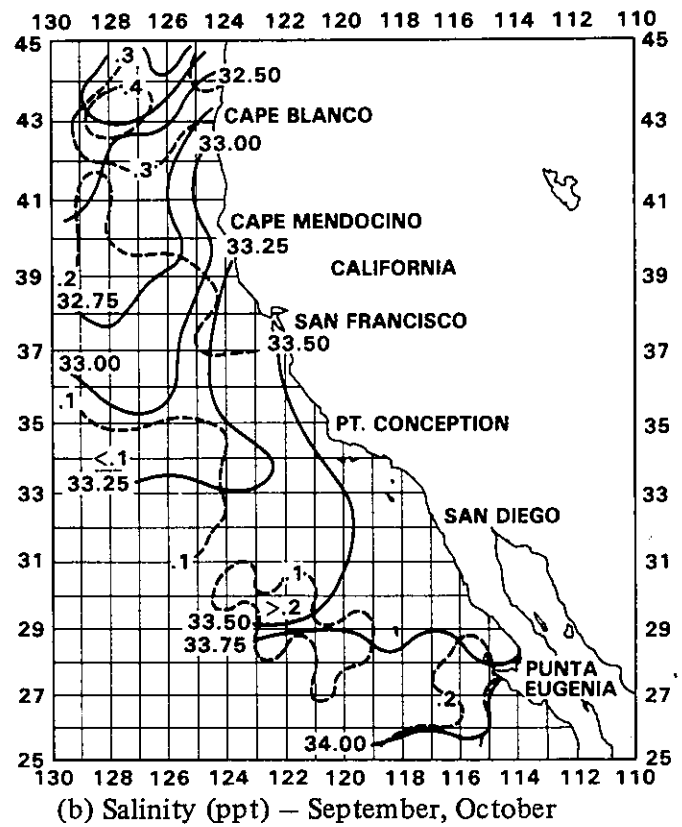 130 128 126 124 122 120 118 116 114 112 110
45 45
.3
32.50
.4
43 CAPE BLANCO 43
33.00
.3
41 41
CAPE MENDOCINO
33.25
39 CALIFORNIA 39
.2
32.75
SAN FRANCISCO
33.50
37 37
33.00
.1
35 PT. CONCEPTION 35
<.1
33.25
33 33
SAN DIEGO
31 .1 31
.1
>.2
33.50
29 29
33.75
PUNTA
EUGENIA
27 .2 27
34.00
25 25
130 128 126 124 122 120 118 116 114 112 110
(b) Salinity (ppt) – September, October